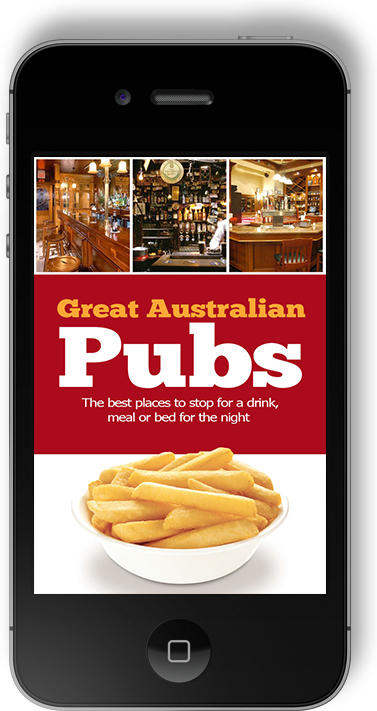 Great Australian
Pubs
The best places to stop for a drink,
meal or bed for the night